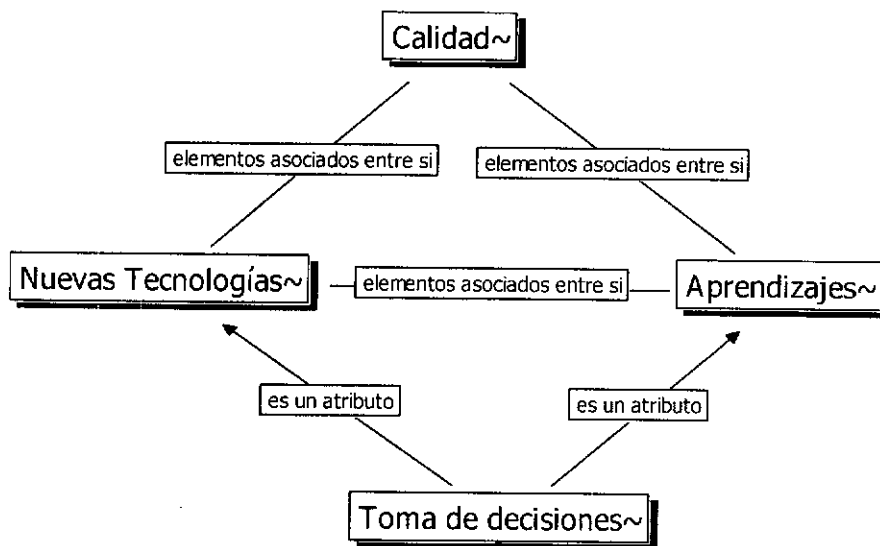 Calidad~
elementos asociados entre si
elementos asociados entre si
Nuevas Tecnologías~
elementos asociados entre si
Aprendizajes~
es un atributo
es un atributo
Toma de decisiones~